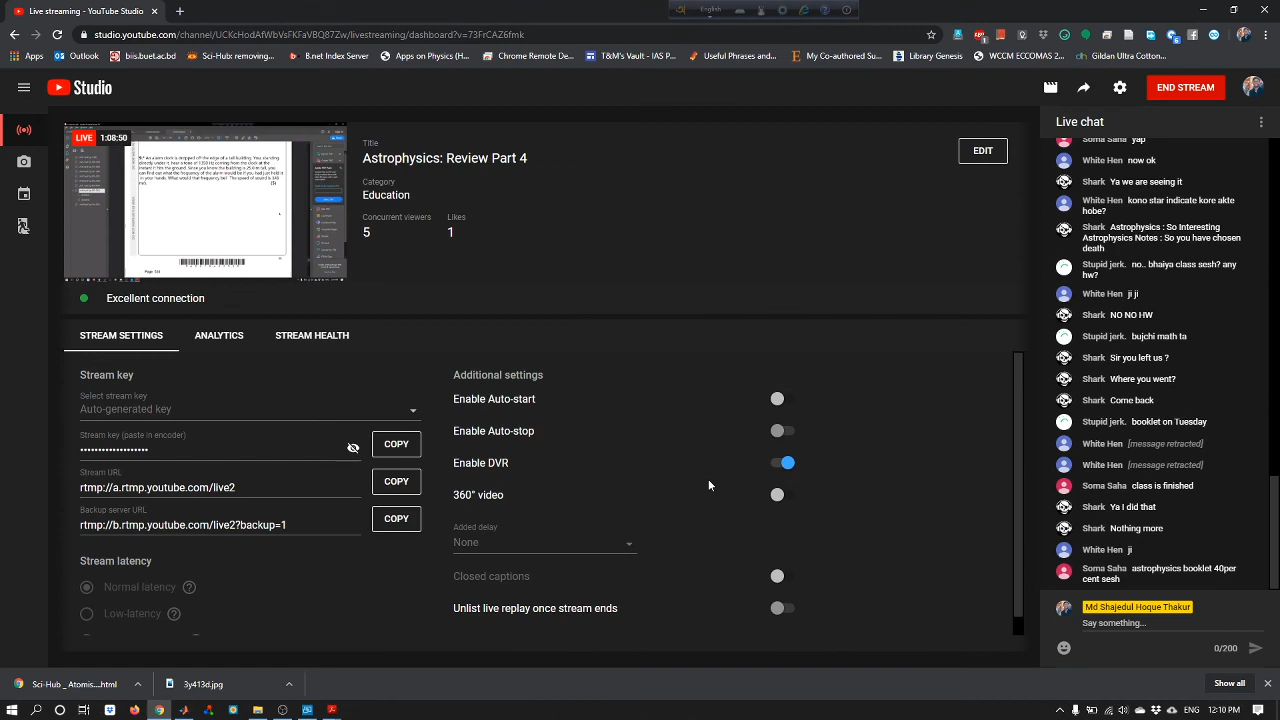 Live streaming - YouTube Studio
English
studio.youtube.com/channel/UCKcHodAfWbVsFKFaVBQ87Zw/livestreaming/dashboard?v=73FrCAZ6fmk
Apps
Outlook
bisbutec.ac.bd
Sci-Hub: removing...
Apps on Physics (H...
Chrome
T&M's Vault - IAS P...
Useful Phrases and...
My Co-authored Su...
Library Genesis
WCCM ECCOMAS C...
Gildan Ultra Cotton...
Studio
END STREAM
LIVE 1:08:50
Title
Astrophysics. Review Part 4
EDIT
Category
Education
Concurrent viewers Likes
5 1
Excellent connection
STREAM SETTINGS ANALYTICS STREAM HEALTH
Stream key
Select stream key
Auto-generated key
Stream key (paste in encoder)
••••••••••••••••••
COPY
Stream URL
rtmp://a.rtmp.youtube.com/live2
COPY
Backup server URL
rtmp://b.rtmp.youtube.com/live2?backup=1
COPY
Stream latency
Normal latency
Low-latency
Additional settings
Enable Auto-start
Enable Auto-stop
Enable DVR
360° video
Added delay
None
Closed captions
Unlist live replay once stream ends
Live chat
Soma Saha yap
White Hen now ok
Shark Ya we are seeing it
White Hen kono star indicate kore akte
hobe?
Shark Astrophysics : So Interesting
Astrophysics Notes : So you have chosen
death
Stupid jerk. no.. bhaiya class sesh? any
hw?
White Hen ji ji
Shark NO NO HW
Stupid jerk. bujchi math ta
Shark Sir you left us ?
Shark Where you went?
Shark Come back
Stupid jerk. booklet on Tuesday
White Hen [message retracted]
White Hen [message retracted]
Soma Saha class is finished
Shark Ya I did that
Shark Nothing more
White Hen ji
Soma Saha astrophysics booklet 40per
cent sesh
Md Shajedul Hoque Thakur
Say something...
0/200
Sci-Hub _ Atomis....html
3y413d.jpg
Show all
12:10 PM